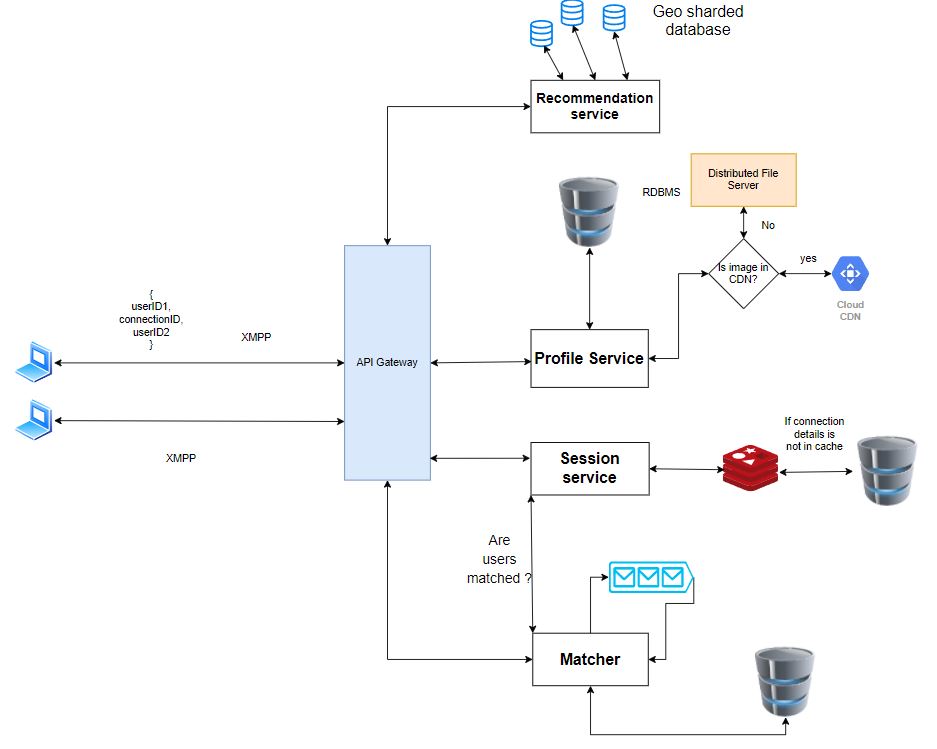 Geo sharded
database
Recommendation
service
Distributed File
Server
RDBMS
No
Is image in
CDN?
yes
Cloud
CDN
{
userID1,
connectionID,
userID2
}
XMPP
API Gateway
Profile Service
XMPP
If connection
details is
not in cache
Session
service
Are
users
matched ?
Matcher